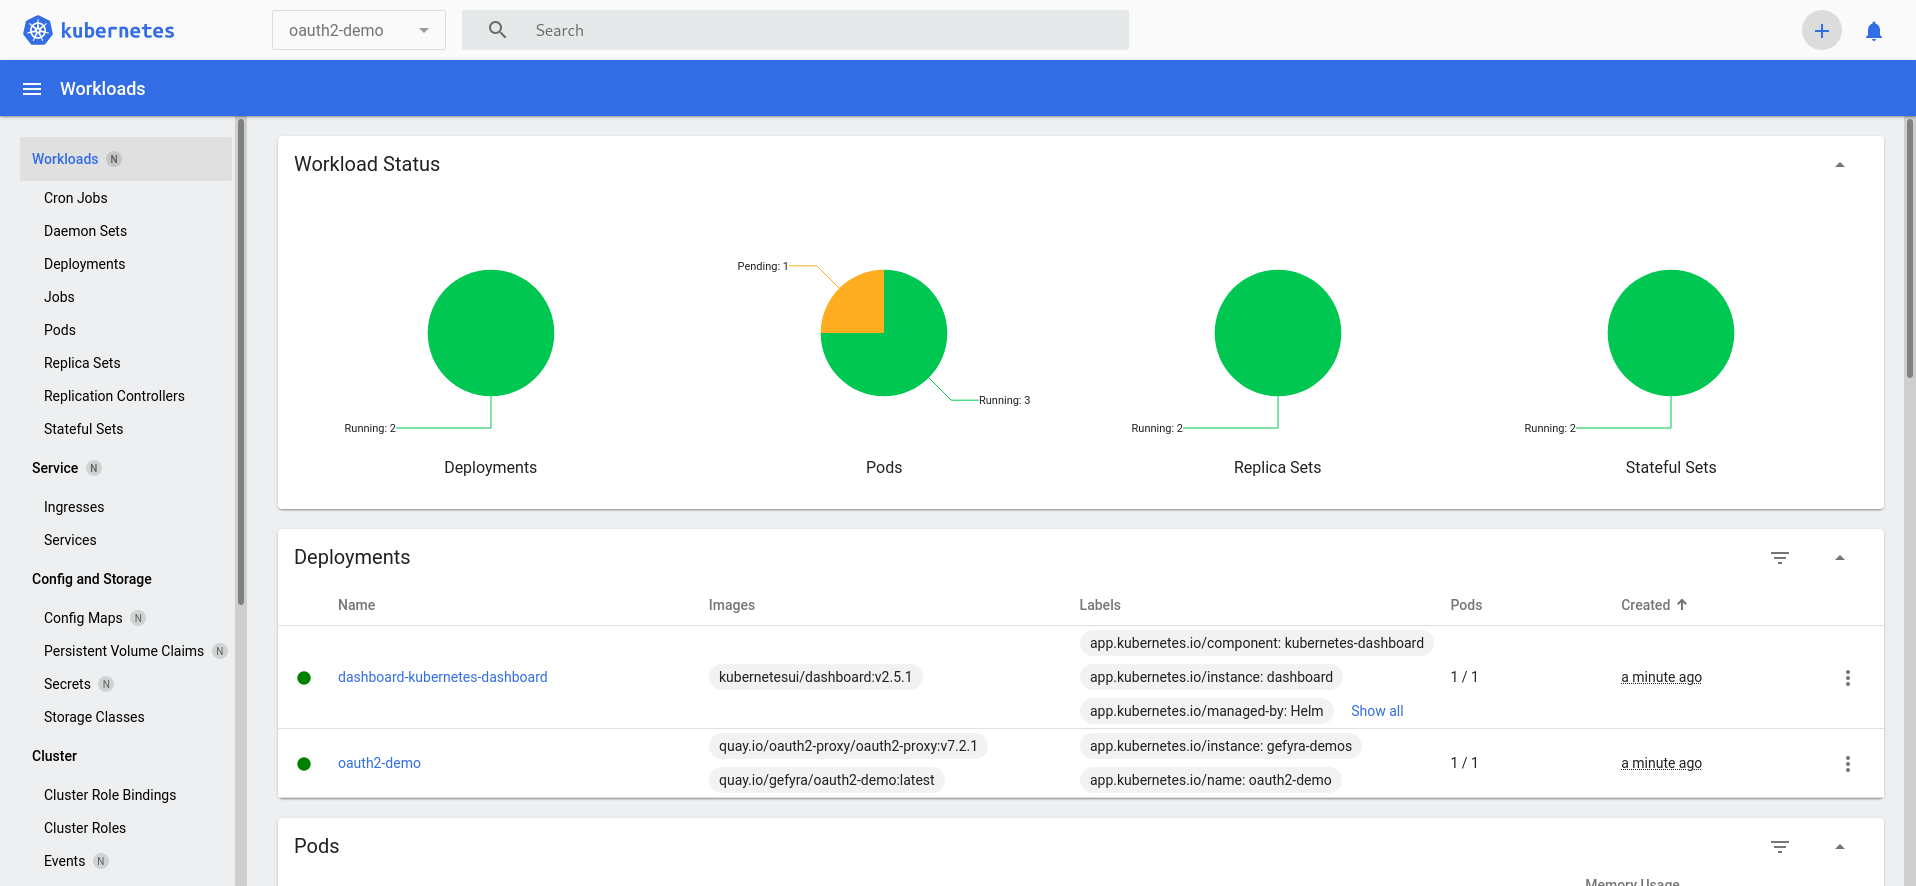 kubernetes
oauth2-demo
Search
Workloads
Workloads N
Cron Jobs
Daemon Sets
Deployments
Jobs
Pods
Replica Sets
Replication Controllers
Stateful Sets
Service N
Ingresses
Services
Config and Storage
Config Maps N
Persistent Volume Claims N
Secrets N
Storage Classes
Cluster
Cluster Role Bindings
Cluster Roles
Events N
Workload Status
Running: 2
Deployments
Pending: 1
Running: 3
Pods
Running: 2
Replica Sets
Running: 2
Stateful Sets
Deployments
Name Images Labels Pods Created
dashboard-kubernetes-dashboard
kubernetesui/dashboard:v2.5.1
app.kubernetes.io/component: kubernetes-dashboard
app.kubernetes.io/instance: dashboard
app.kubernetes.io/managed-by: Helm Show all
1 / 1
a minute ago
oauth2-demo
quay.io/oauth2-proxy/oauth2-proxy:v7.2.1
quay.io/gefyra/oauth2-demo:latest
app.kubernetes.io/instance: gefyra-demos
app.kubernetes.io/name: oauth2-demo
1 / 1
a minute ago
Pods
Memory Usage